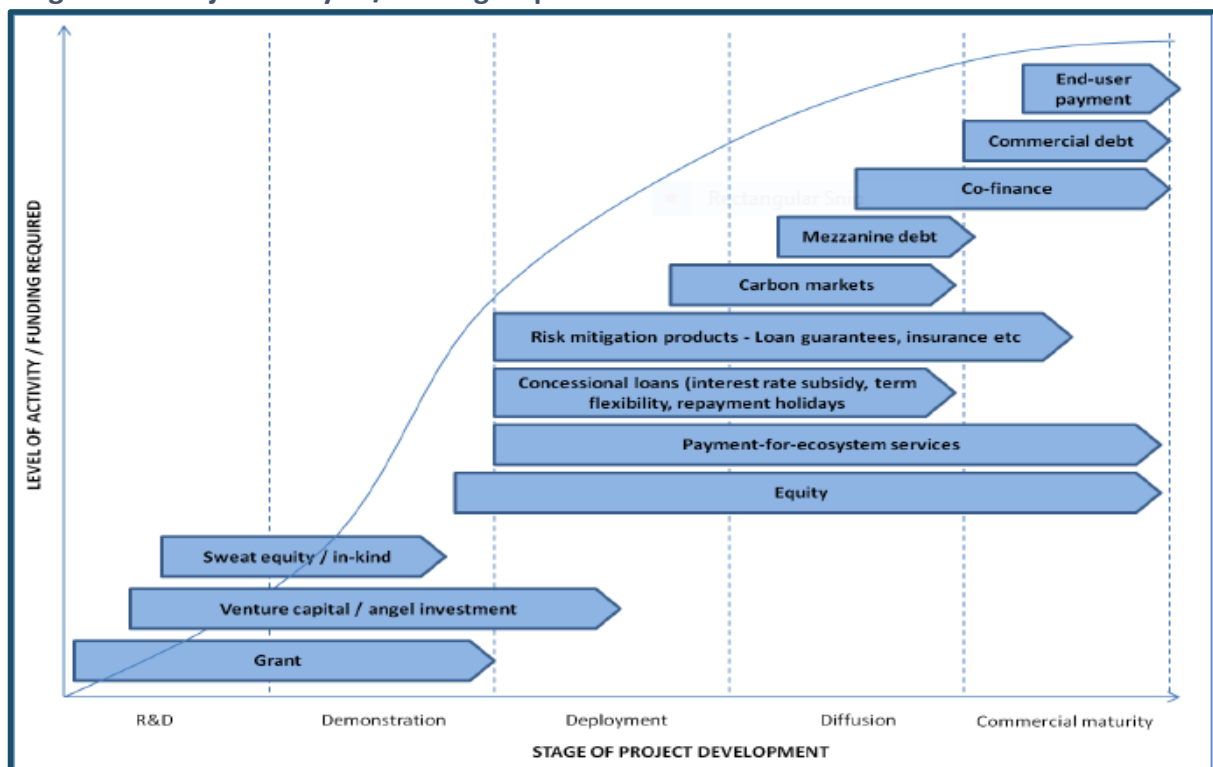 LEVEL OF ACTIVITY / FUNDING REQUIRED
End-user
payment
Commercial debt
Co-finance
Rectangular Snip
Mezzanine debt
Carbon markets
Risk mitigation products - Loan guarantees, insurance etc
Concessional loans (interest rate subsidy, term
flexibility, repayment holidays
Payment-for-ecosystem services
Equity
Sweat equity / in-kind
Venture capital / angel investment
Grant
R&D Demonstration Deployment Diffusion Commercial maturity
STAGE OF PROJECT DEVELOPMENT